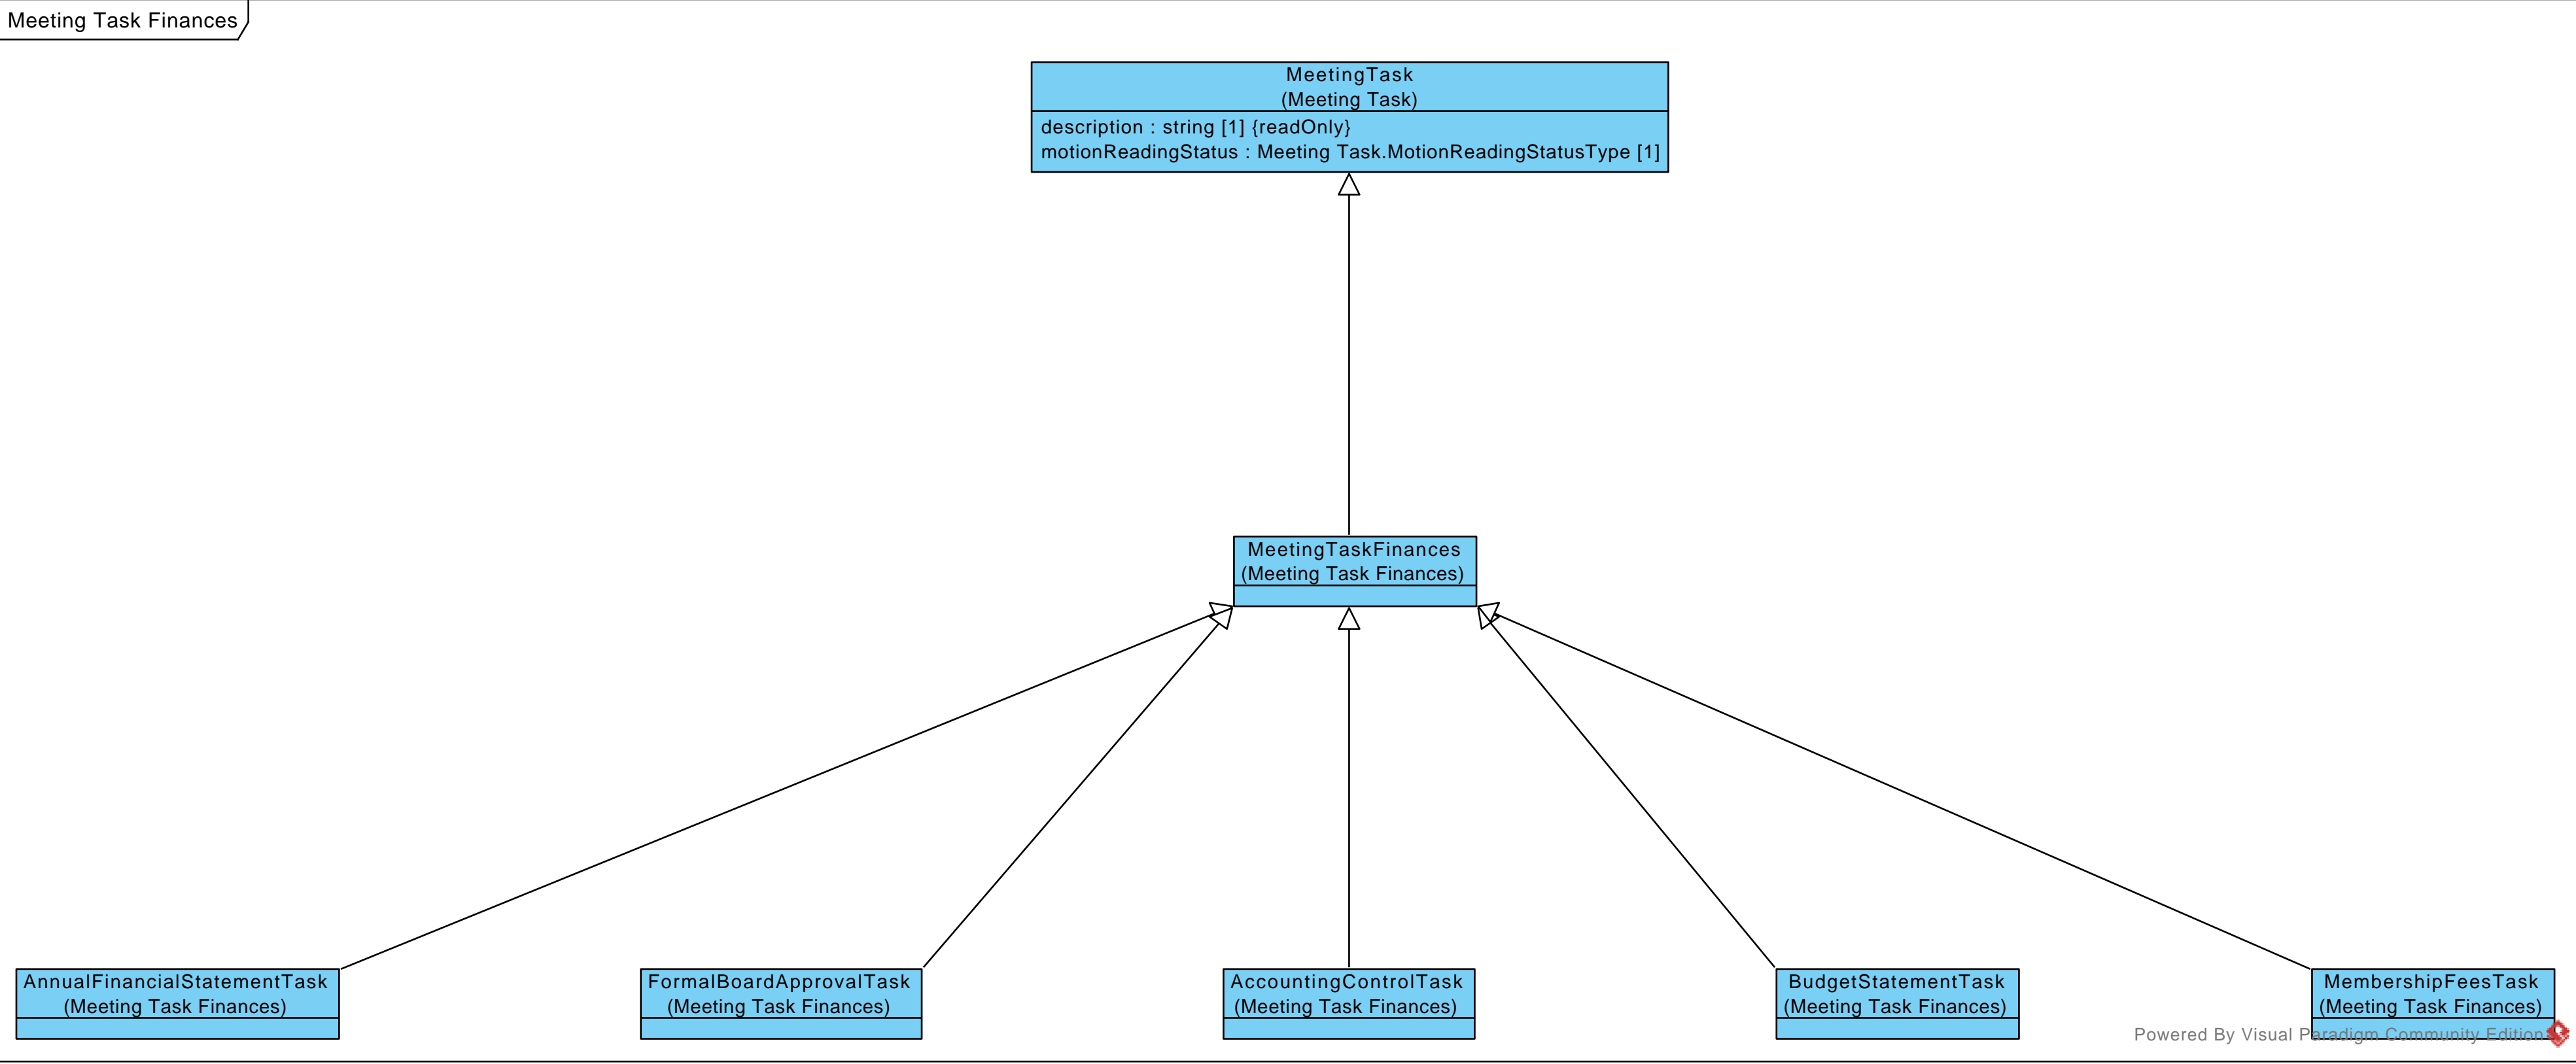 Meeting Task Finances
MeetingTask
(Meeting Task)
description : string [1] {readOnly}
motionReadingStatus : Meeting Task.MotionReadingStatusType [1]
MeetingTaskFinances
(Meeting Task Finances)
AnnualFinancialStatementTask
(Meeting Task Finances)
FormalBoardApprovalTask
(Meeting Task Finances)
AccountingControlTask
(Meeting Task Finances)
BudgetStatementTask
(Meeting Task Finances)
MembershipFeesTask
(Meeting Task Finances)
Powered By Visual Paradigm Community Edition